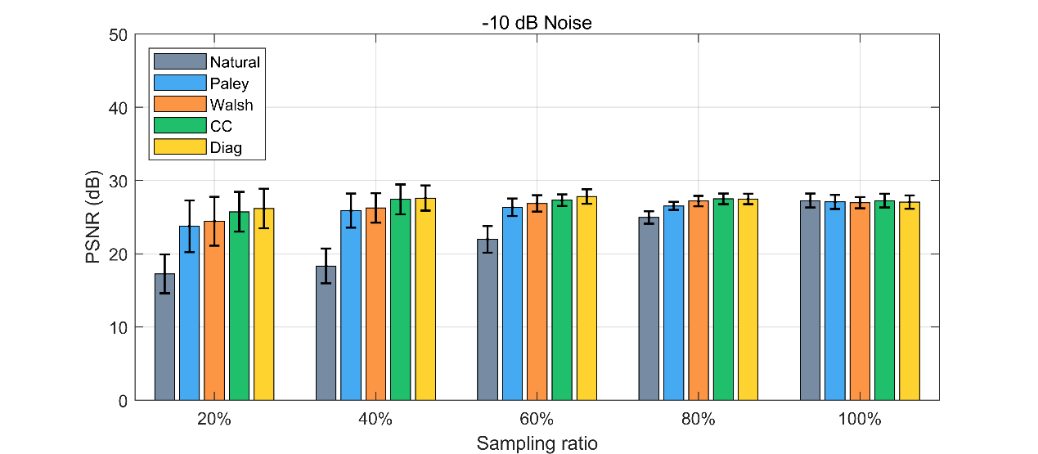 -10 dB Noise
50
40
30
20
10
0
PSNR (dB)
Natural
Paley
Walsh
CC
Diag
20%
40%
60%
80%
100%
Sampling ratio